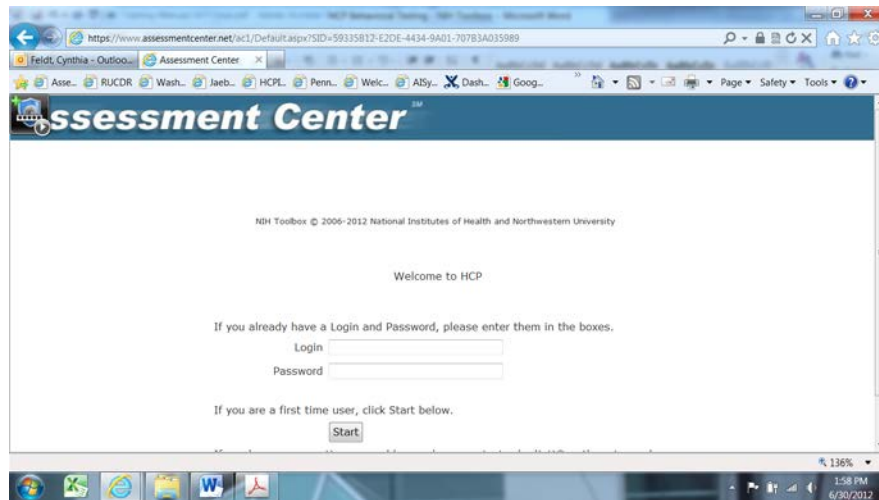 https://www.assessmentcenter.net/ac1/Default.aspx?SID=59335B12-E2DE-4434-9A01-707B3A035989
Feldt, Cynthia - Outloo...
Assessment Center
Asse...
RUCDR
Wash...
Jaeb...
HCPI...
Penn...
Welc...
AISy...
Dash...
Goog...
Page
Safety
Tools
ssessment Center SM
NIH Toolbox © 2006-2012 National Institutes of Health and Northwestern University
Welcome to HCP
If you already have a Login and Password, please enter them in the boxes.
Login
Password
If you are a first time user, click Start below.
Start
136%
1:58 PM
6/30/2012